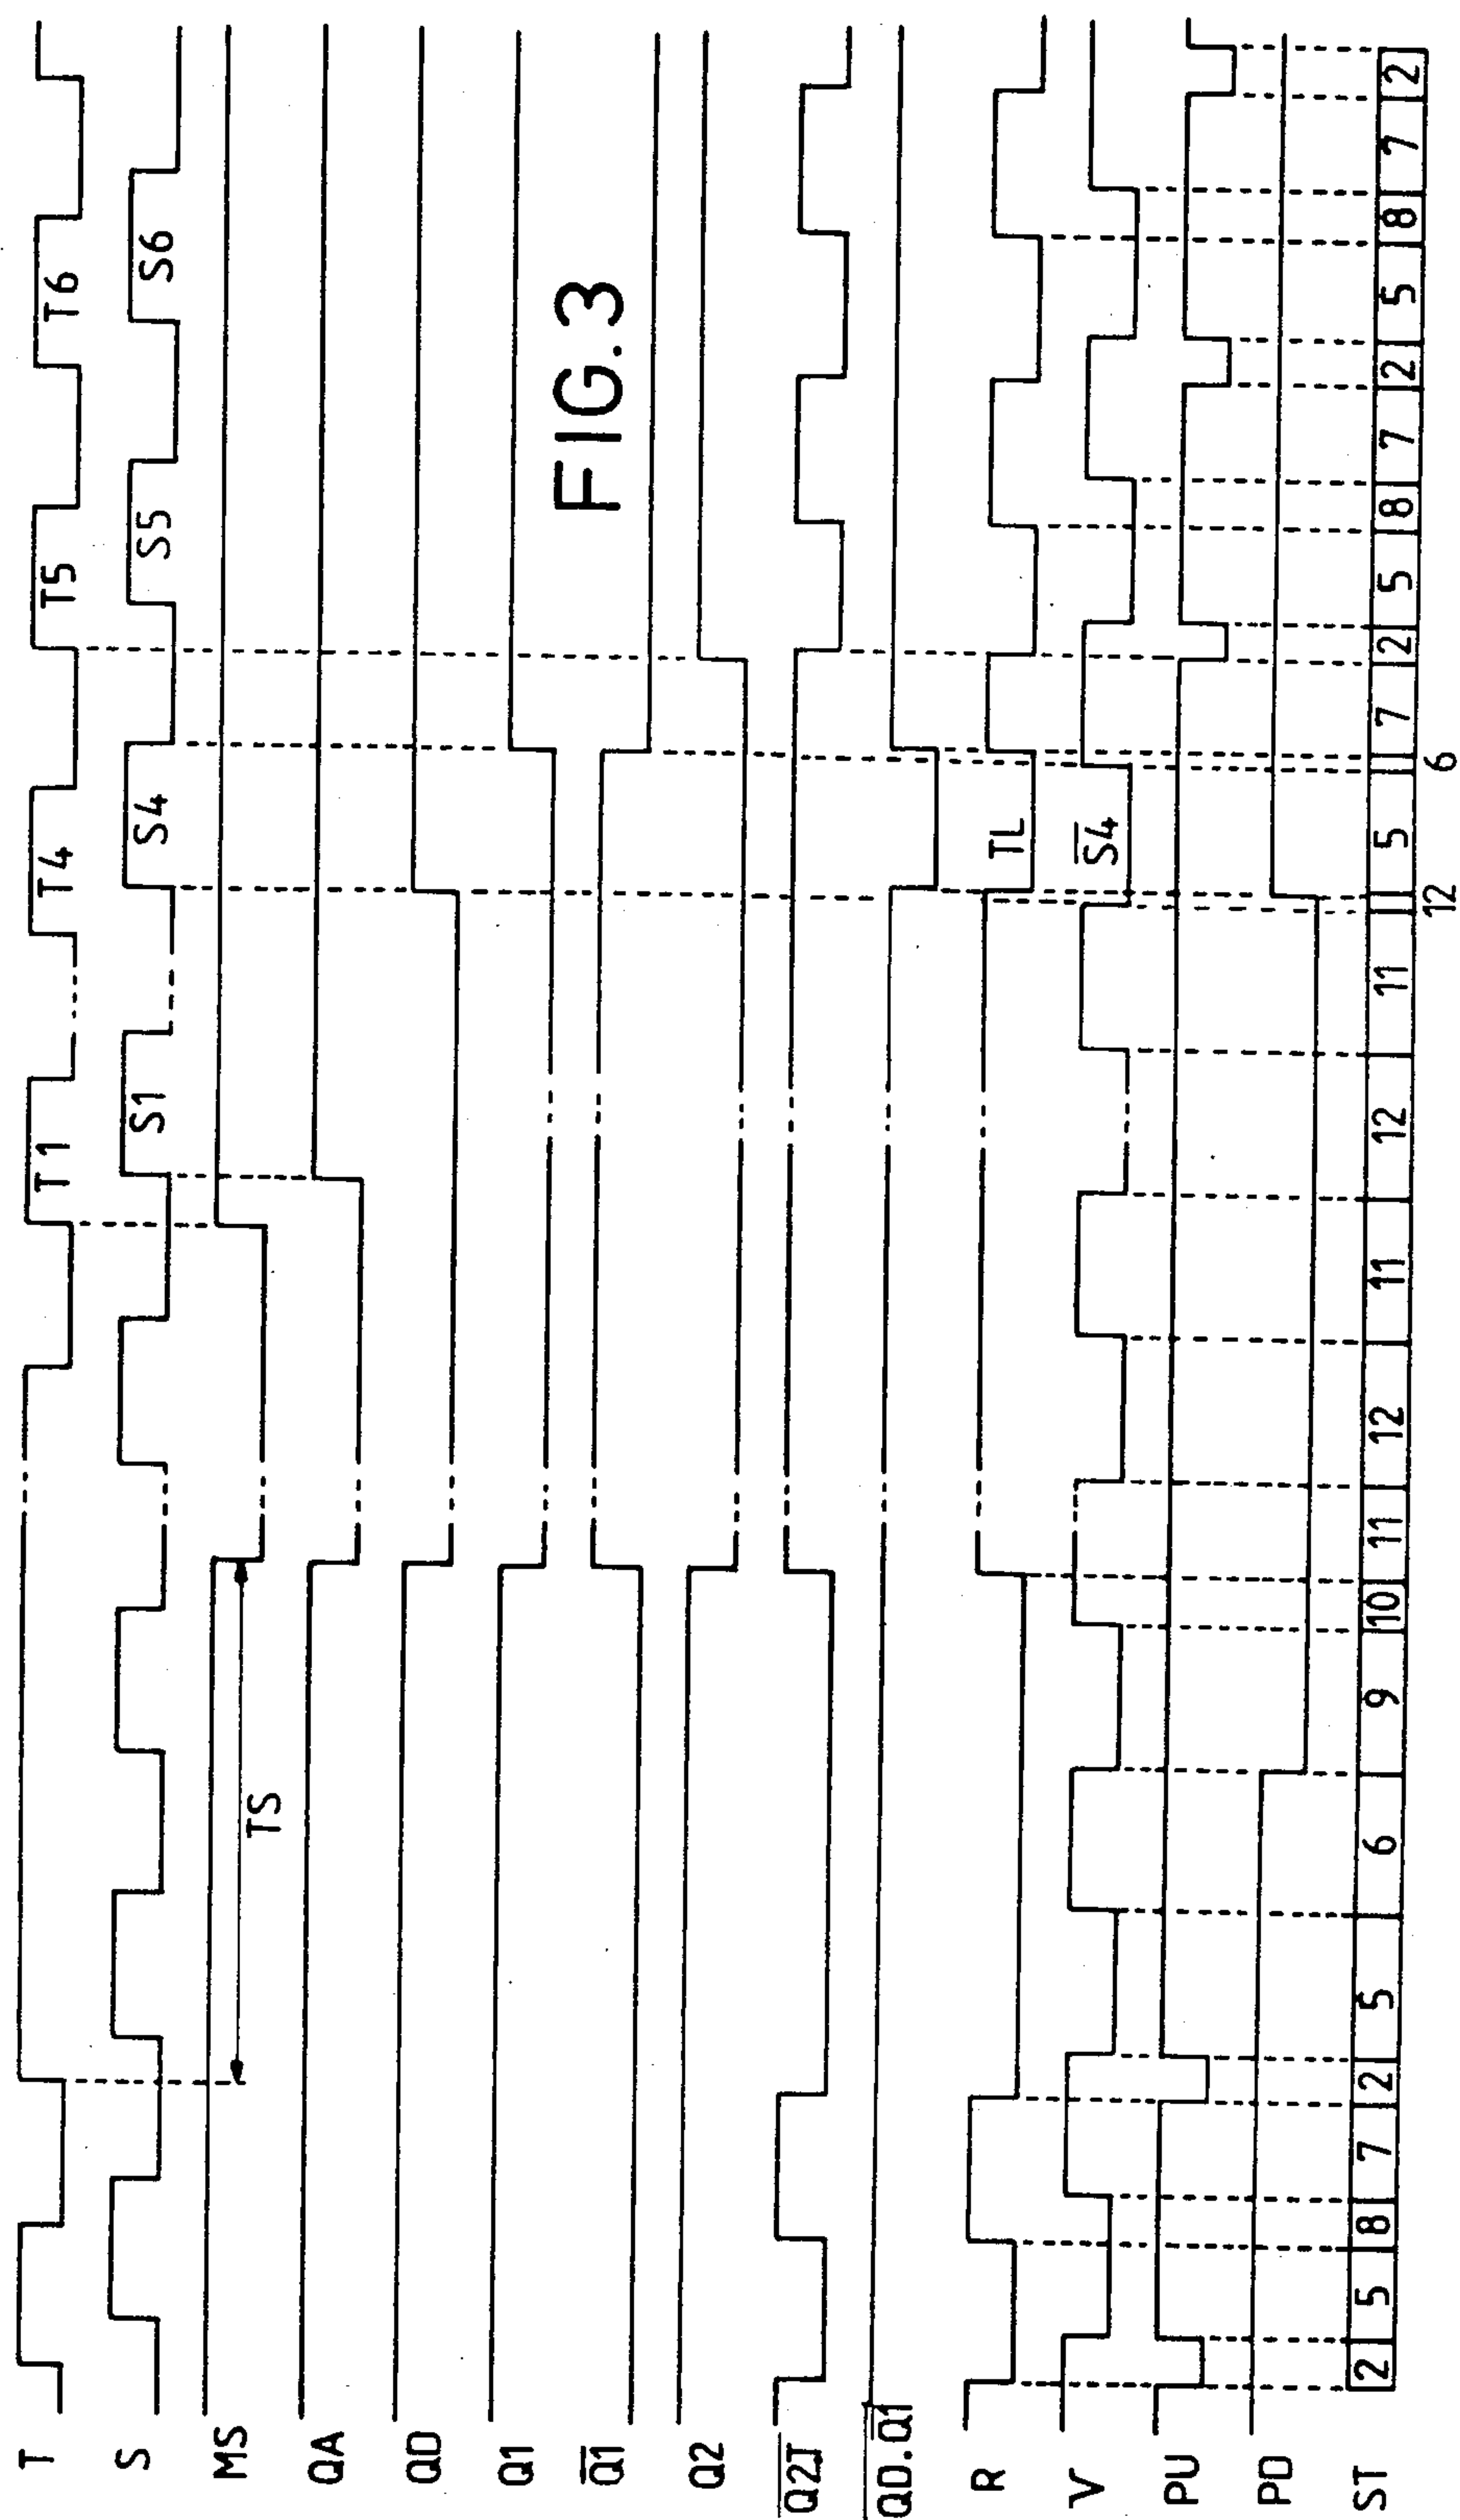 T T1 T4 T5 T6
S S1 S4 S5 S6
MS TS
QA
QD
Q1
Q̅1
Q2
Q̅2̅.̅T̅
Q̅D̅.̅Q̿1̅
R TL
V S̅4
PU
PD
ST 2 5 8 7 2 5 6 9 10 11 12 11 12 11 5 7 2 5 8 7 2 5 8 7 2
12 6
FIG.3